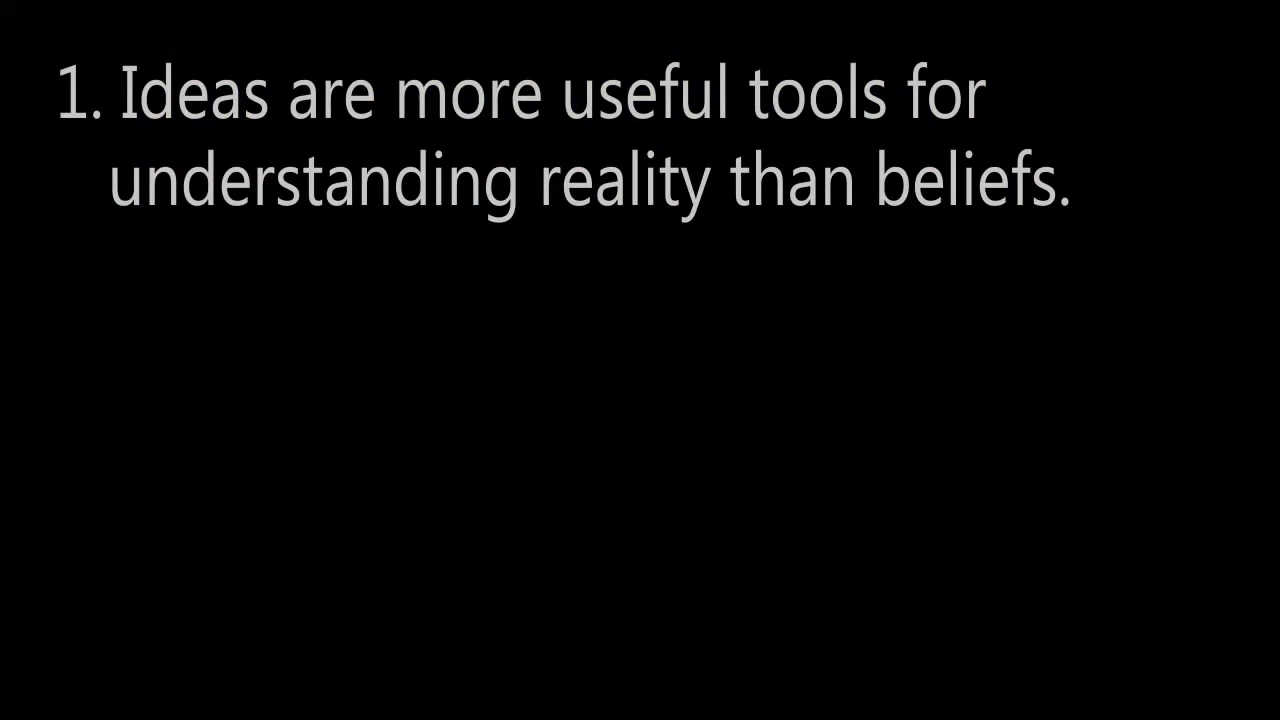 1. Ideas are more useful tools for
understanding reality than beliefs.